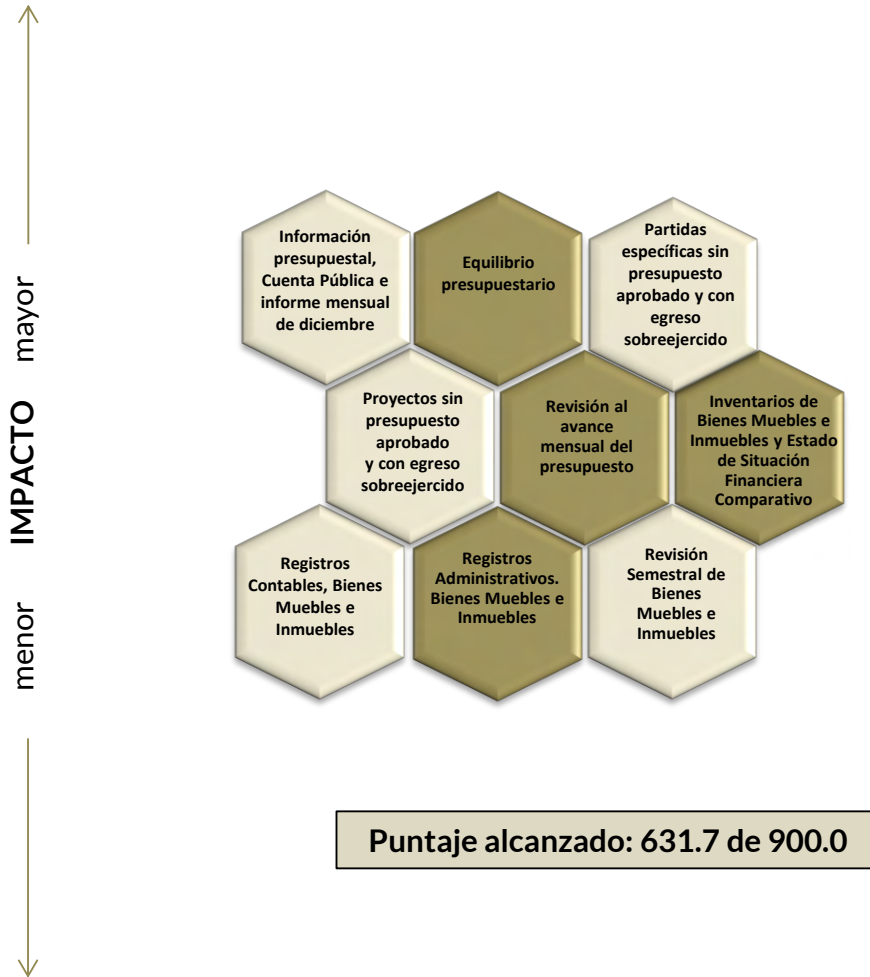 mayor
IMPACTO
menor
Información
presupuestal,
Cuenta Pública e
informe mensual
de diciembre
Equilibrio
presupuestario
Partidas
específicas sin
presupuesto
aprobado y con
egreso
sobreejercido
Proyectos sin
presupuesto
aprobado
y con egreso
sobreejercido
Revisión al
avance
mensual del
presupuesto
Inventarios de
Bienes Muebles e
Inmuebles y Estado
de Situación
Financiera
Comparativo
Registros
Contables, Bienes
Muebles e
Inmuebles
Registros
Administrativos.
Bienes Muebles e
Inmuebles
Revisión
Semestral de
Bienes
Muebles e
Inmuebles
Puntaje alcanzado: 631.7 de 900.0